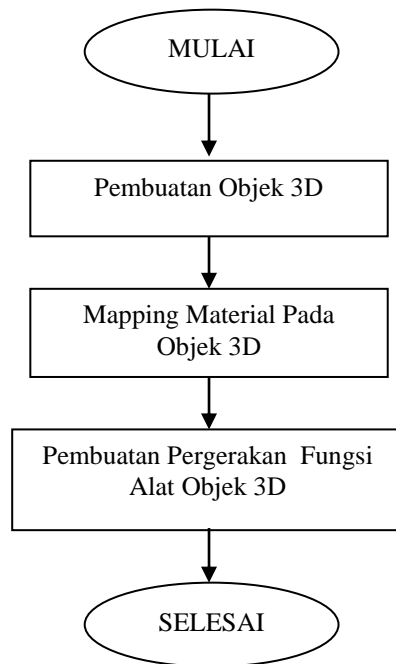 MULAI
Pembuatan Objek 3D
Mapping Material Pada
Objek 3D
Pembuatan Pergerakan Fungsi
Alat Objek 3D
SELESAI